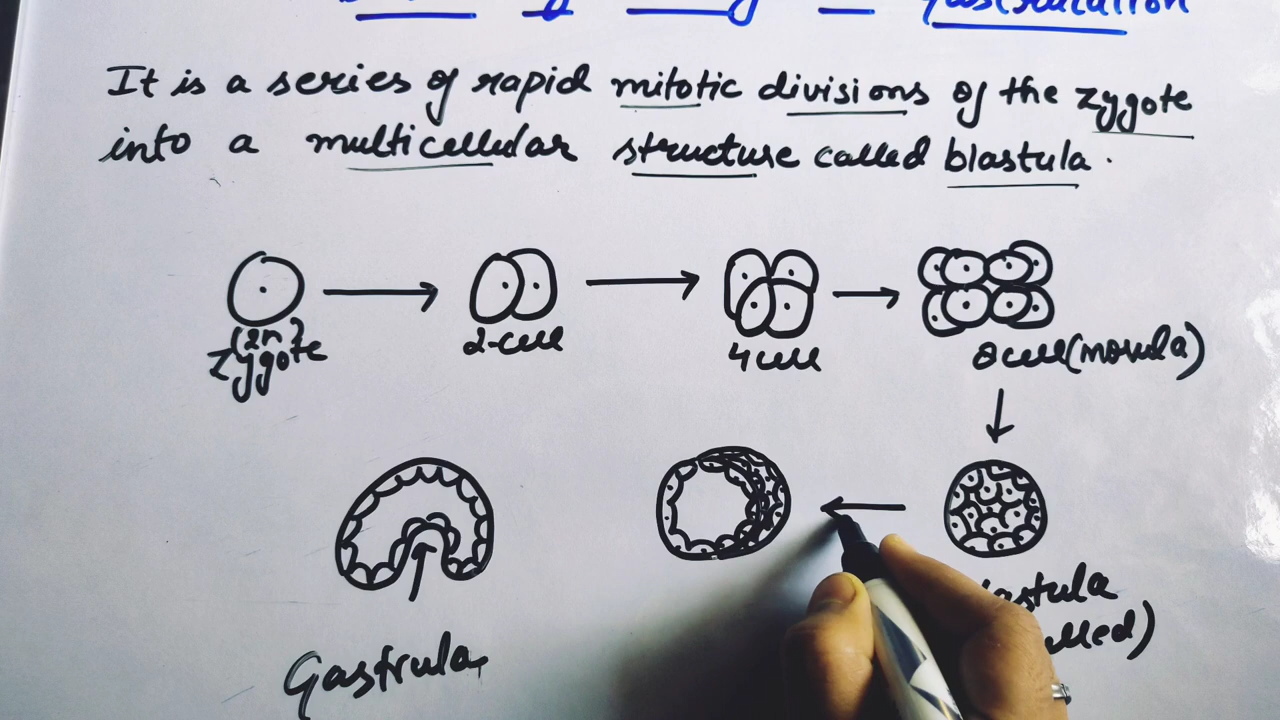 Gastrulation
It is a series of rapid mitotic divisions of the zygote
into a multicellular structure called blastula.
(2n)
Zygote
2-cell
4 cell
8 cell (morula)
Gastrula